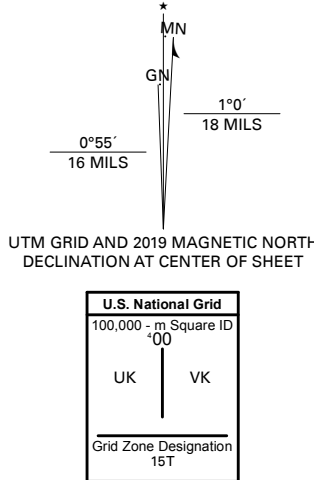 ★
MN
GN
1°0´
18 MILS
0°55´
16 MILS
UTM GRID AND 2019 MAGNETIC NORTH
DECLINATION AT CENTER OF SHEET
U.S. National Grid
100,000 - m Square ID
⁴00
UK VK
Grid Zone Designation
15T